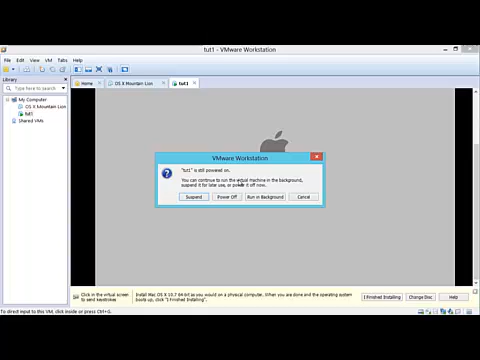 tut1 - VMware Workstation
File Edit View VM Tabs Help
Library
Type here to search
My Computer
OS X Mountain Lion
tut1
Shared VMs
Home
OS X Mountain Lion
tut1
VMware Workstation
"tut1" is still powered on.
You can continue to run the virtual machine in the background,
suspend it for later use, or power it off now.
Suspend Power Off Run in Background Cancel
Click in the virtual screen
to send keystrokes
Install Mac OS X 10.7 64-bit as you would on a physical computer. When you are done and the operating system
boots up, click "I Finished Installing".
I Finished Installing Change Disc Help
To direct input to this VM, click inside or press Ctrl+G.